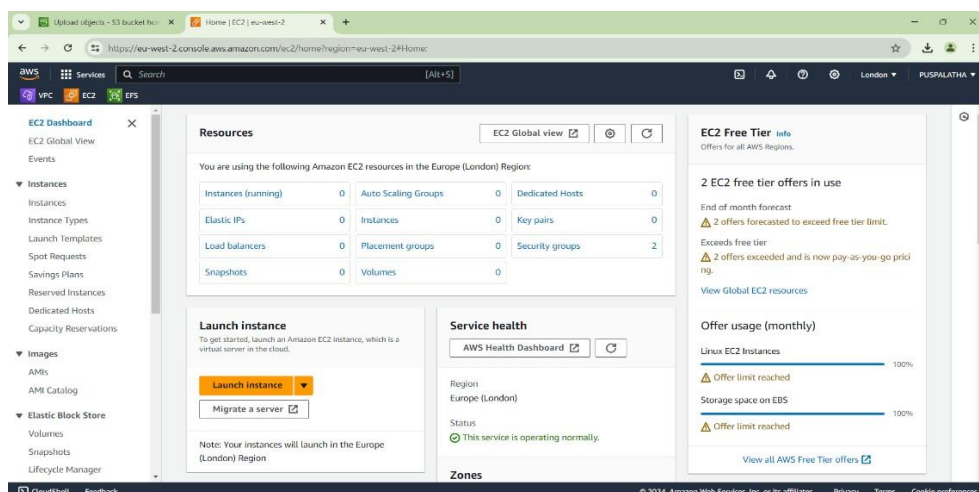 Upload objects - S3 bucket ho
Home | EC2 | eu-west-2
https://eu-west-2.console.aws.amazon.com/ec2/home?region=eu-west-2#Home:
aws
Services
Search
[Alt+S]
London
PUSPALATHA
VPC
EC2
EFS
EC2 Dashboard
EC2 Global View
Events
Instances
Instances
Instance Types
Launch Templates
Spot Requests
Savings Plans
Reserved Instances
Dedicated Hosts
Capacity Reservations
Images
AMIs
AMI Catalog
Elastic Block Store
Volumes
Snapshots
Lifecycle Manager
Resources
EC2 Global view
You are using the following Amazon EC2 resources in the Europe (London) Region:
Instances (running) 0 Auto Scaling Groups 0 Dedicated Hosts 0
Elastic IPs 0 Instances 0 Key pairs 0
Load balancers 0 Placement groups 0 Security groups 2
Snapshots 0 Volumes 0
Launch instance
To get started, launch an Amazon EC2 instance, which is a
virtual server in the cloud.
Launch instance
Migrate a server
Note: Your instances will launch in the Europe
(London) Region
Service health
AWS Health Dashboard
Region
Europe (London)
Status
This service is operating normally.
Zones
EC2 Free Tier Info
Offers for all AWS Regions.
2 EC2 free tier offers in use
End of month forecast
2 offers forecasted to exceed free tier limit.
Exceeds free tier
2 offers exceeded and is now pay-as-you-go prici
ng.
View Global EC2 resources
Offer usage (monthly)
Linux EC2 Instances
100%
Offer limit reached
Storage space on EBS
100%
Offer limit reached
View all AWS Free Tier offers
CloudShell Feedback
© 2024, Amazon Web Services, Inc. or its affiliates. Privacy Terms Cookie preferences